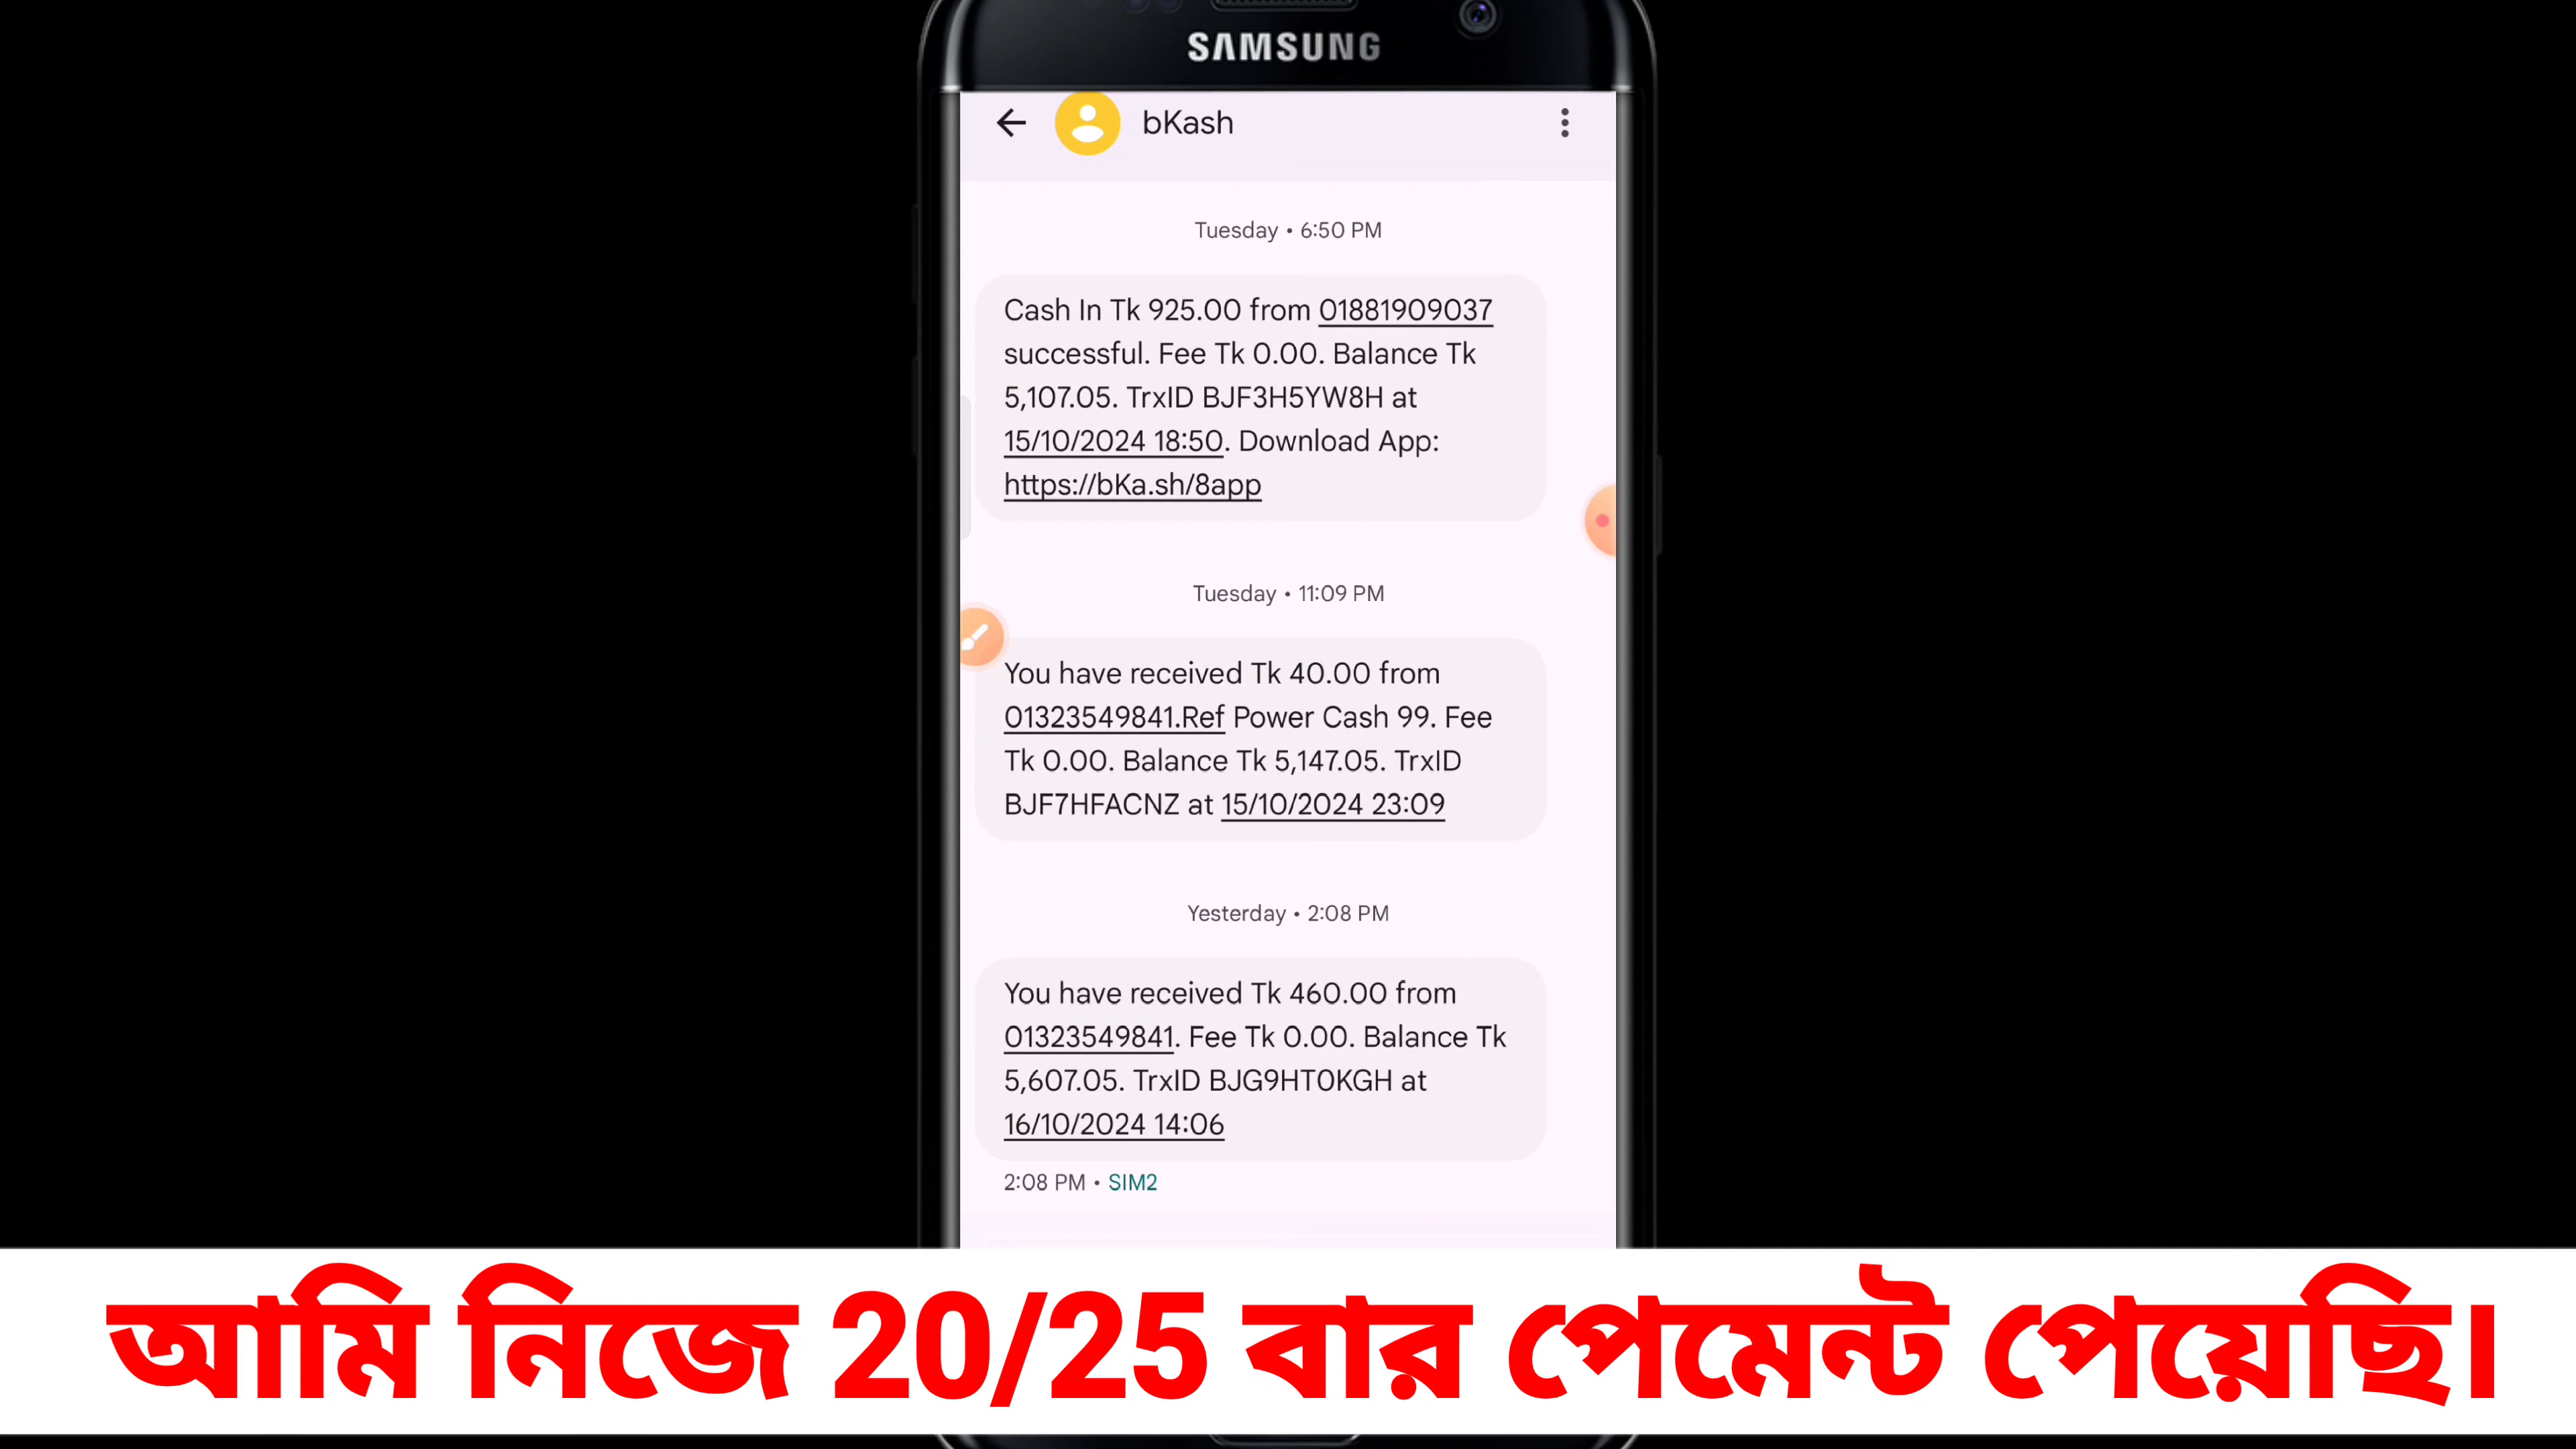 SAMSUNG
bKash
Tuesday • 6:50 PM
Cash In Tk 925.00 from 01881909037
successful. Fee Tk 0.00. Balance Tk
5,107.05. TrxID BJF3H5YW8H at
15/10/2024 18:50. Download App:
https://bKa.sh/8app
Tuesday • 11:09 PM
You have received Tk 40.00 from
01323549841.Ref Power Cash 99. Fee
Tk 0.00. Balance Tk 5,147.05. TrxID
BJF7HFACNZ at 15/10/2024 23:09
Yesterday • 2:08 PM
You have received Tk 460.00 from
01323549841. Fee Tk 0.00. Balance Tk
5,607.05. TrxID BJG9HT0KGH at
16/10/2024 14:06
2:08 PM • SIM2
আমি নিজে 20/25 বার পেমেন্ট পেয়েছি।